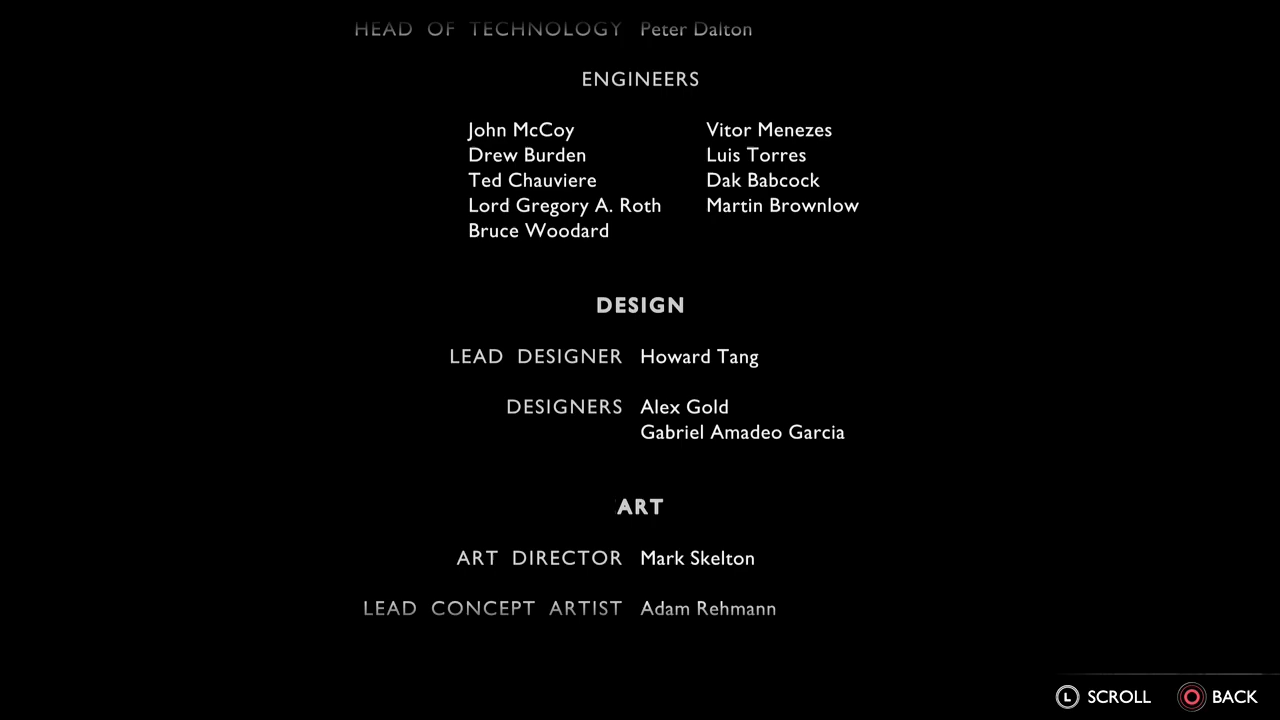 HEAD OF TECHNOLOGY Peter Dalton
ENGINEERS
John McCoy
Drew Burden
Ted Chauviere
Lord Gregory A. Roth
Bruce Woodard
Vitor Menezes
Luis Torres
Dak Babcock
Martin Brownlow
DESIGN
LEAD DESIGNER Howard Tang
DESIGNERS Alex Gold
Gabriel Amadeo Garcia
ART
ART DIRECTOR Mark Skelton
LEAD CONCEPT ARTIST Adam Rehmann
L SCROLL BACK